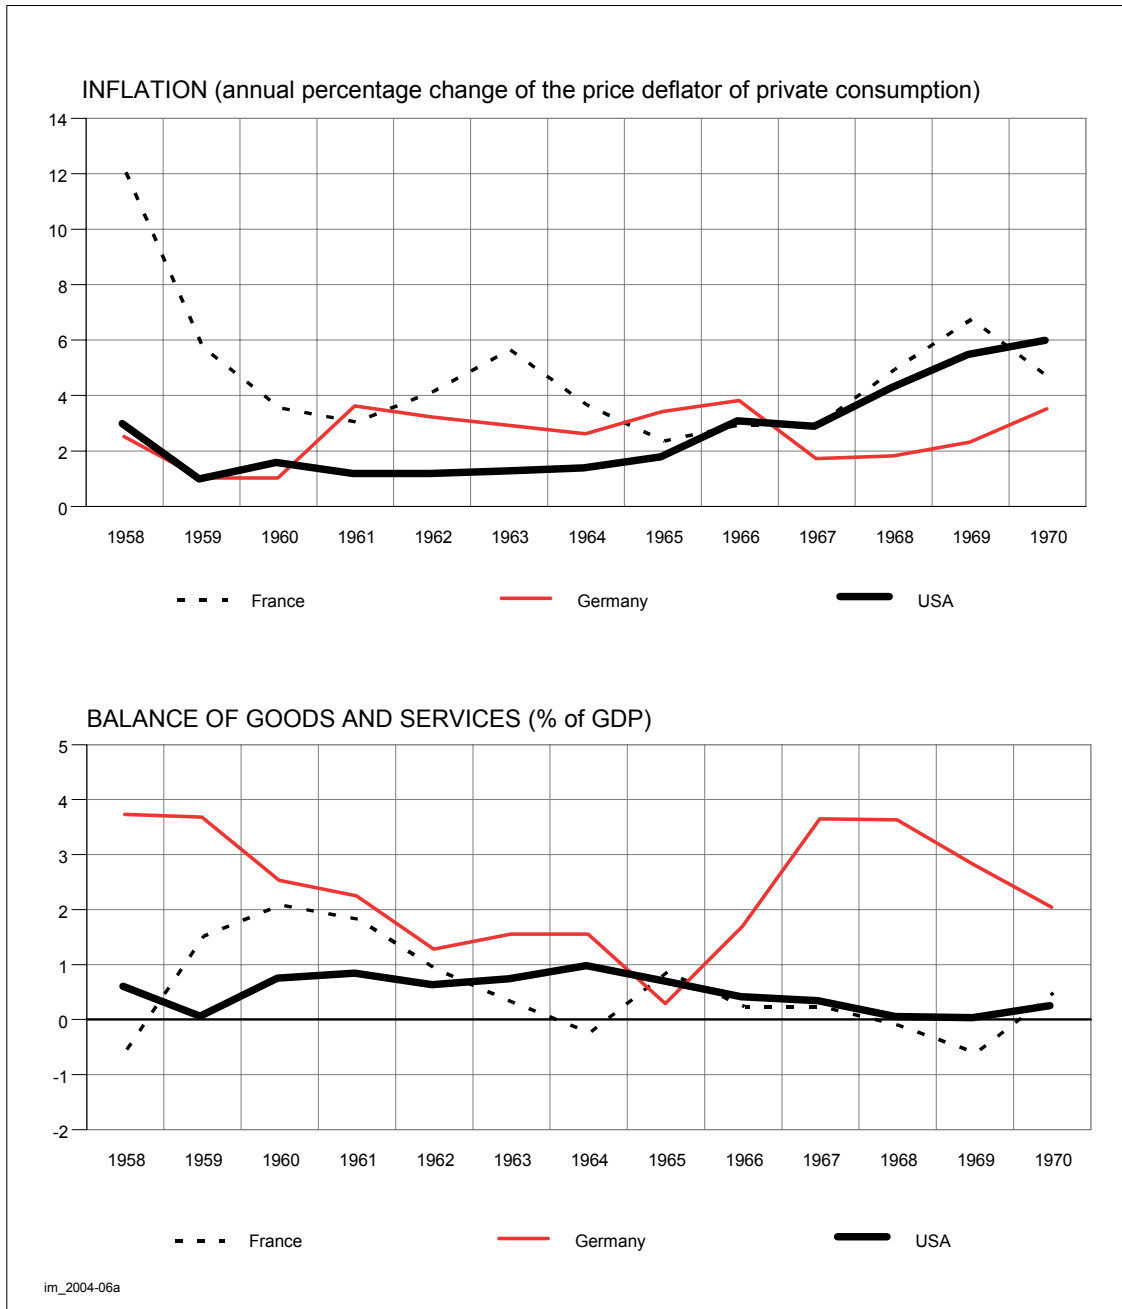 INFLATION (annual percentage change of the price deflator of private consumption)
14
12
10
8
6
4
2
0
1958 1959 1960 1961 1962 1963 1964 1965 1966 1967 1968 1969 1970
France Germany USA
BALANCE OF GOODS AND SERVICES (% of GDP)
5
4
3
2
1
0
-1
-2
1958 1959 1960 1961 1962 1963 1964 1965 1966 1967 1968 1969 1970
France Germany USA
im_2004-06a